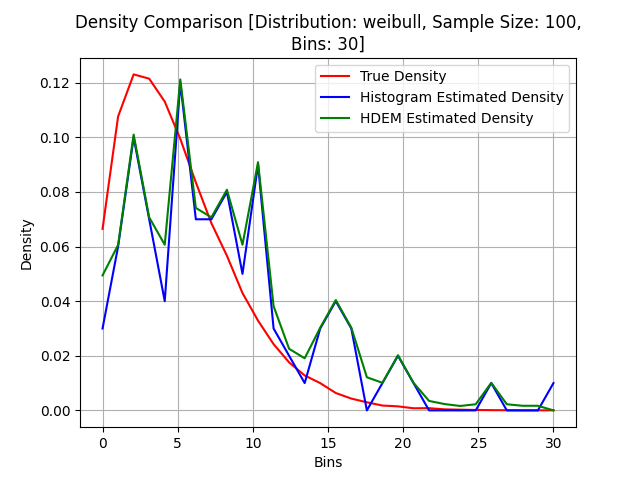 Density Comparison [Distribution: weibull, Sample Size: 100,
Bins: 30]
True Density
Histogram Estimated Density
HDEM Estimated Density
Density
0.12
0.10
0.08
0.06
0.04
0.02
0.00
0 5 10 15 20 25 30
Bins